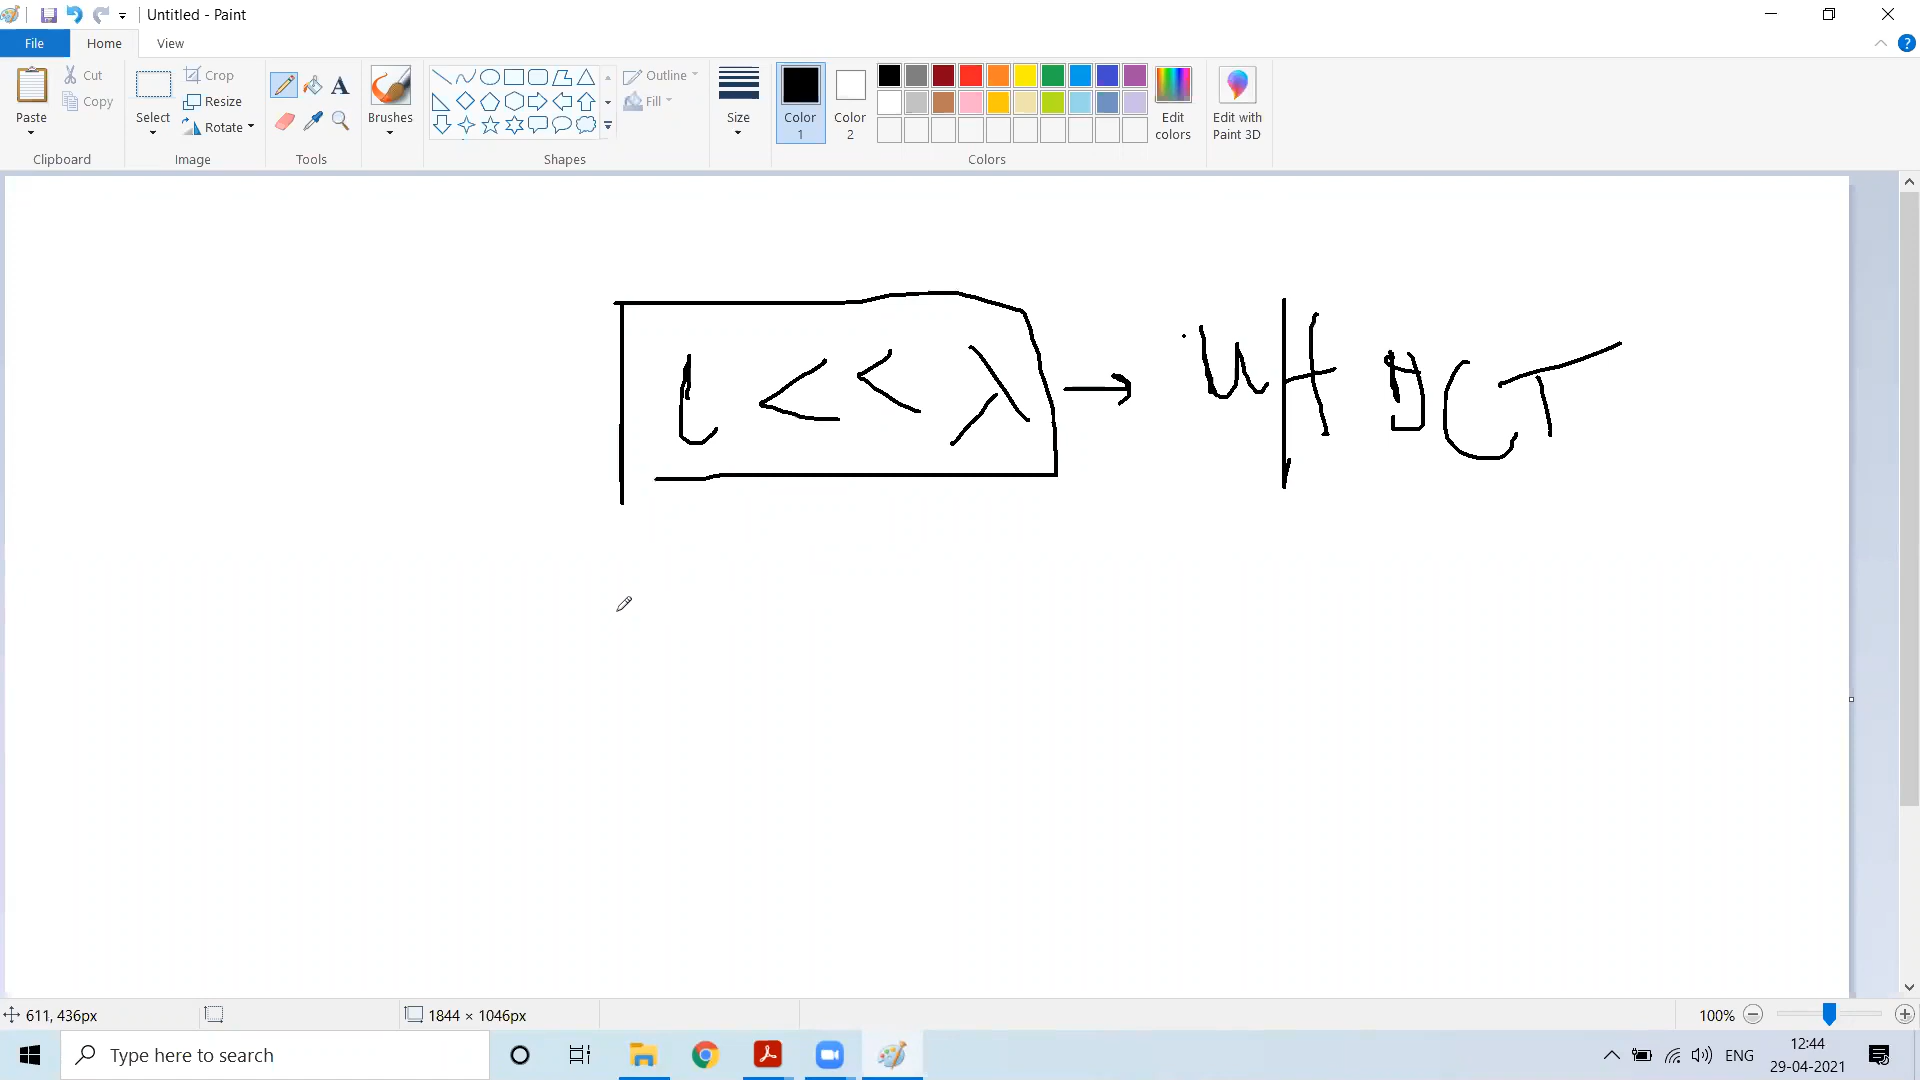 Untitled - Paint
File Home View
Paste
Cut
Copy
Clipboard
Select
Crop
Resize
Rotate
Image
Tools
Brushes
Shapes
Outline
Fill
Size
Color 1
Color 2
Colors
Edit colors
Edit with Paint 3D
l << λ →
611, 436px
1844 × 1046px
100%
Type here to search
ENG
12:44
29-04-2021